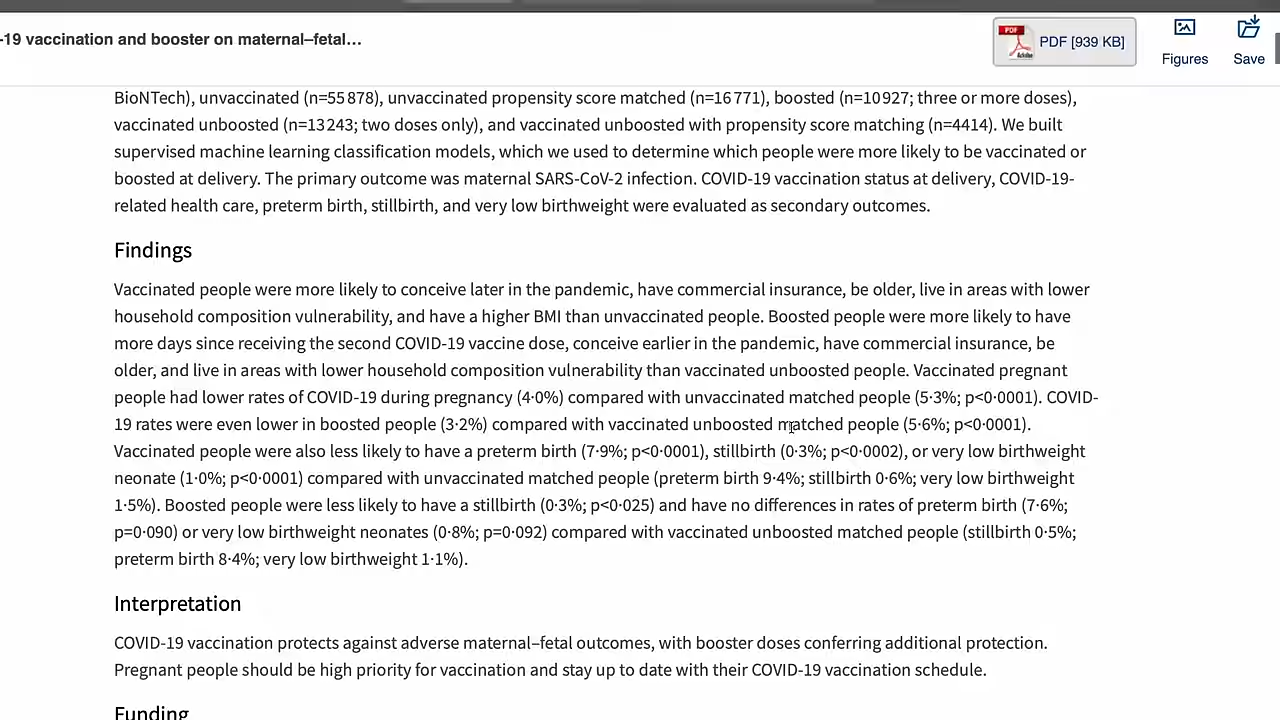 -19 vaccination and booster on maternal–fetal…
PDF
PDF [939 KB]
Figures
Save
BioNTech), unvaccinated (n=55 878), unvaccinated propensity score matched (n=16 771), boosted (n=10 927; three or more doses),
vaccinated unboosted (n=13 243; two doses only), and vaccinated unboosted with propensity score matching (n=4414). We built
supervised machine learning classification models, which we used to determine which people were more likely to be vaccinated or
boosted at delivery. The primary outcome was maternal SARS-CoV-2 infection. COVID-19 vaccination status at delivery, COVID-19-
related health care, preterm birth, stillbirth, and very low birthweight were evaluated as secondary outcomes.
Findings
Vaccinated people were more likely to conceive later in the pandemic, have commercial insurance, be older, live in areas with lower
household composition vulnerability, and have a higher BMI than unvaccinated people. Boosted people were more likely to have
more days since receiving the second COVID-19 vaccine dose, conceive earlier in the pandemic, have commercial insurance, be
older, and live in areas with lower household composition vulnerability than vaccinated unboosted people. Vaccinated pregnant
people had lower rates of COVID-19 during pregnancy (4·0%) compared with unvaccinated matched people (5·3%; p<0·0001). COVID-
19 rates were even lower in boosted people (3·2%) compared with vaccinated unboosted matched people (5·6%; p<0·0001).
Vaccinated people were also less likely to have a preterm birth (7·9%; p<0·0001), stillbirth (0·3%; p<0·0002), or very low birthweight
neonate (1·0%; p<0·0001) compared with unvaccinated matched people (preterm birth 9·4%; stillbirth 0·6%; very low birthweight
1·5%). Boosted people were less likely to have a stillbirth (0·3%; p<0·025) and have no differences in rates of preterm birth (7·6%;
p=0·090) or very low birthweight neonates (0·8%; p=0·092) compared with vaccinated unboosted matched people (stillbirth 0·5%;
preterm birth 8·4%; very low birthweight 1·1%).
Interpretation
COVID-19 vaccination protects against adverse maternal–fetal outcomes, with booster doses conferring additional protection.
Pregnant people should be high priority for vaccination and stay up to date with their COVID-19 vaccination schedule.
Funding